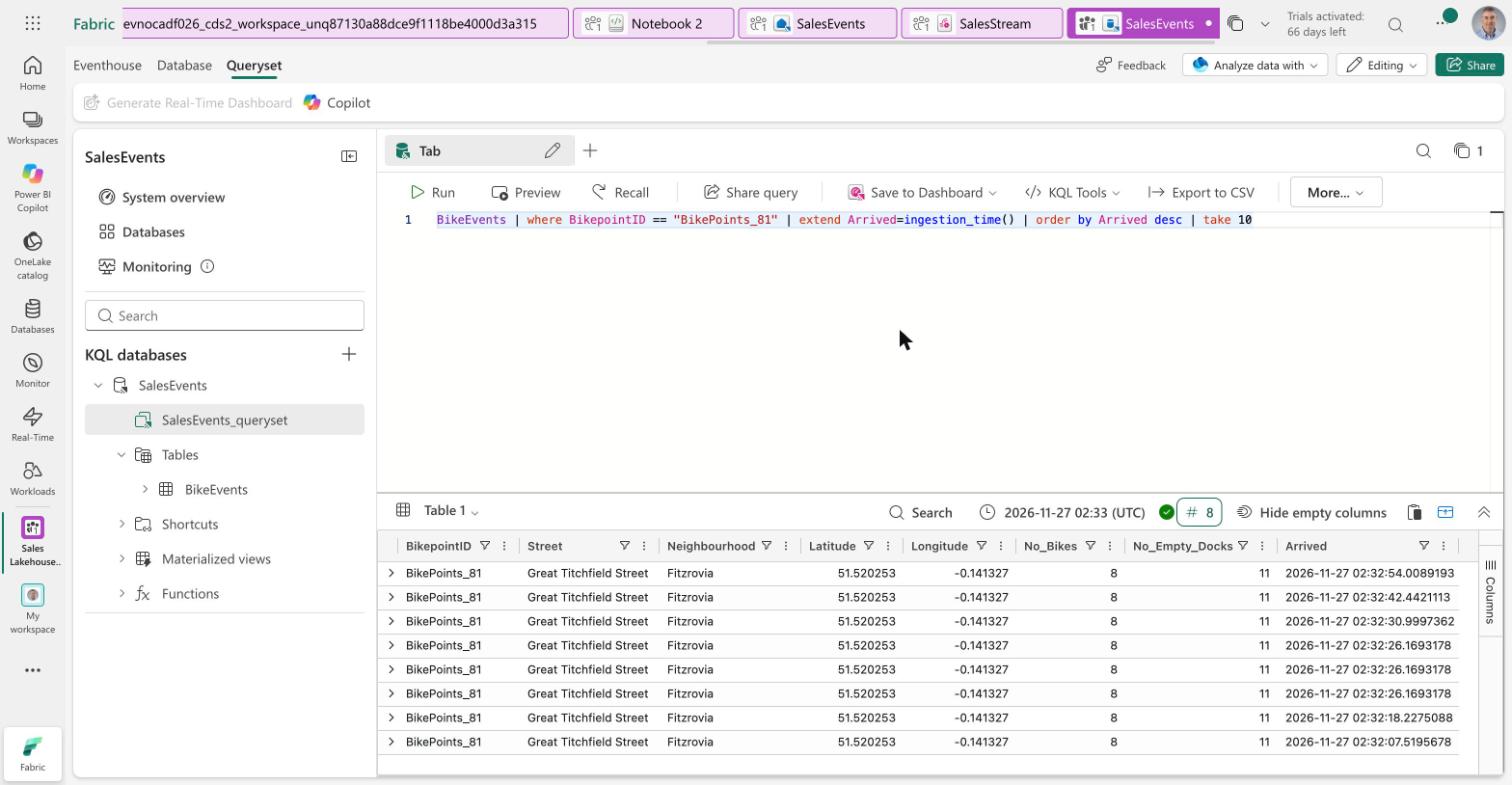 Fabric evnocadf026_cds2_workspace_unq87130a88dce9f1118be4000d3a315 Notebook 2 SalesEvents SalesStream SalesEvents Trials activated: 66 days left
Eventhouse Database Queryset Feedback Analyze data with Editing Share
Generate Real-Time Dashboard Copilot
Home
Workspaces
Power BI
Copilot
OneLake
catalog
Databases
Monitor
Real-Time
Workloads
Sales
Lakehouse..
My
workspace
Fabric
SalesEvents
System overview
Databases
Monitoring
Search
KQL databases
SalesEvents
SalesEvents_queryset
Tables
BikeEvents
Shortcuts
Materialized views
Functions
Tab 1
Run Preview Recall Share query Save to Dashboard KQL Tools Export to CSV More...
1 BikeEvents | where BikepointID == "BikePoints_81" | extend Arrived=ingestion_time() | order by Arrived desc | take 10
Table 1 Search 2026-11-27 02:33 (UTC) # 8 Hide empty columns
BikepointID Street Neighbourhood Latitude Longitude No_Bikes No_Empty_Docks Arrived
BikePoints_81 Great Titchfield Street Fitzrovia 51.520253 -0.141327 8 11 2026-11-27 02:32:54.0089193
BikePoints_81 Great Titchfield Street Fitzrovia 51.520253 -0.141327 8 11 2026-11-27 02:32:42.4421113
BikePoints_81 Great Titchfield Street Fitzrovia 51.520253 -0.141327 8 11 2026-11-27 02:32:30.9997362
BikePoints_81 Great Titchfield Street Fitzrovia 51.520253 -0.141327 8 11 2026-11-27 02:32:26.1693178
BikePoints_81 Great Titchfield Street Fitzrovia 51.520253 -0.141327 8 11 2026-11-27 02:32:26.1693178
BikePoints_81 Great Titchfield Street Fitzrovia 51.520253 -0.141327 8 11 2026-11-27 02:32:26.1693178
BikePoints_81 Great Titchfield Street Fitzrovia 51.520253 -0.141327 8 11 2026-11-27 02:32:18.2275088
BikePoints_81 Great Titchfield Street Fitzrovia 51.520253 -0.141327 8 11 2026-11-27 02:32:07.5195678
Columns